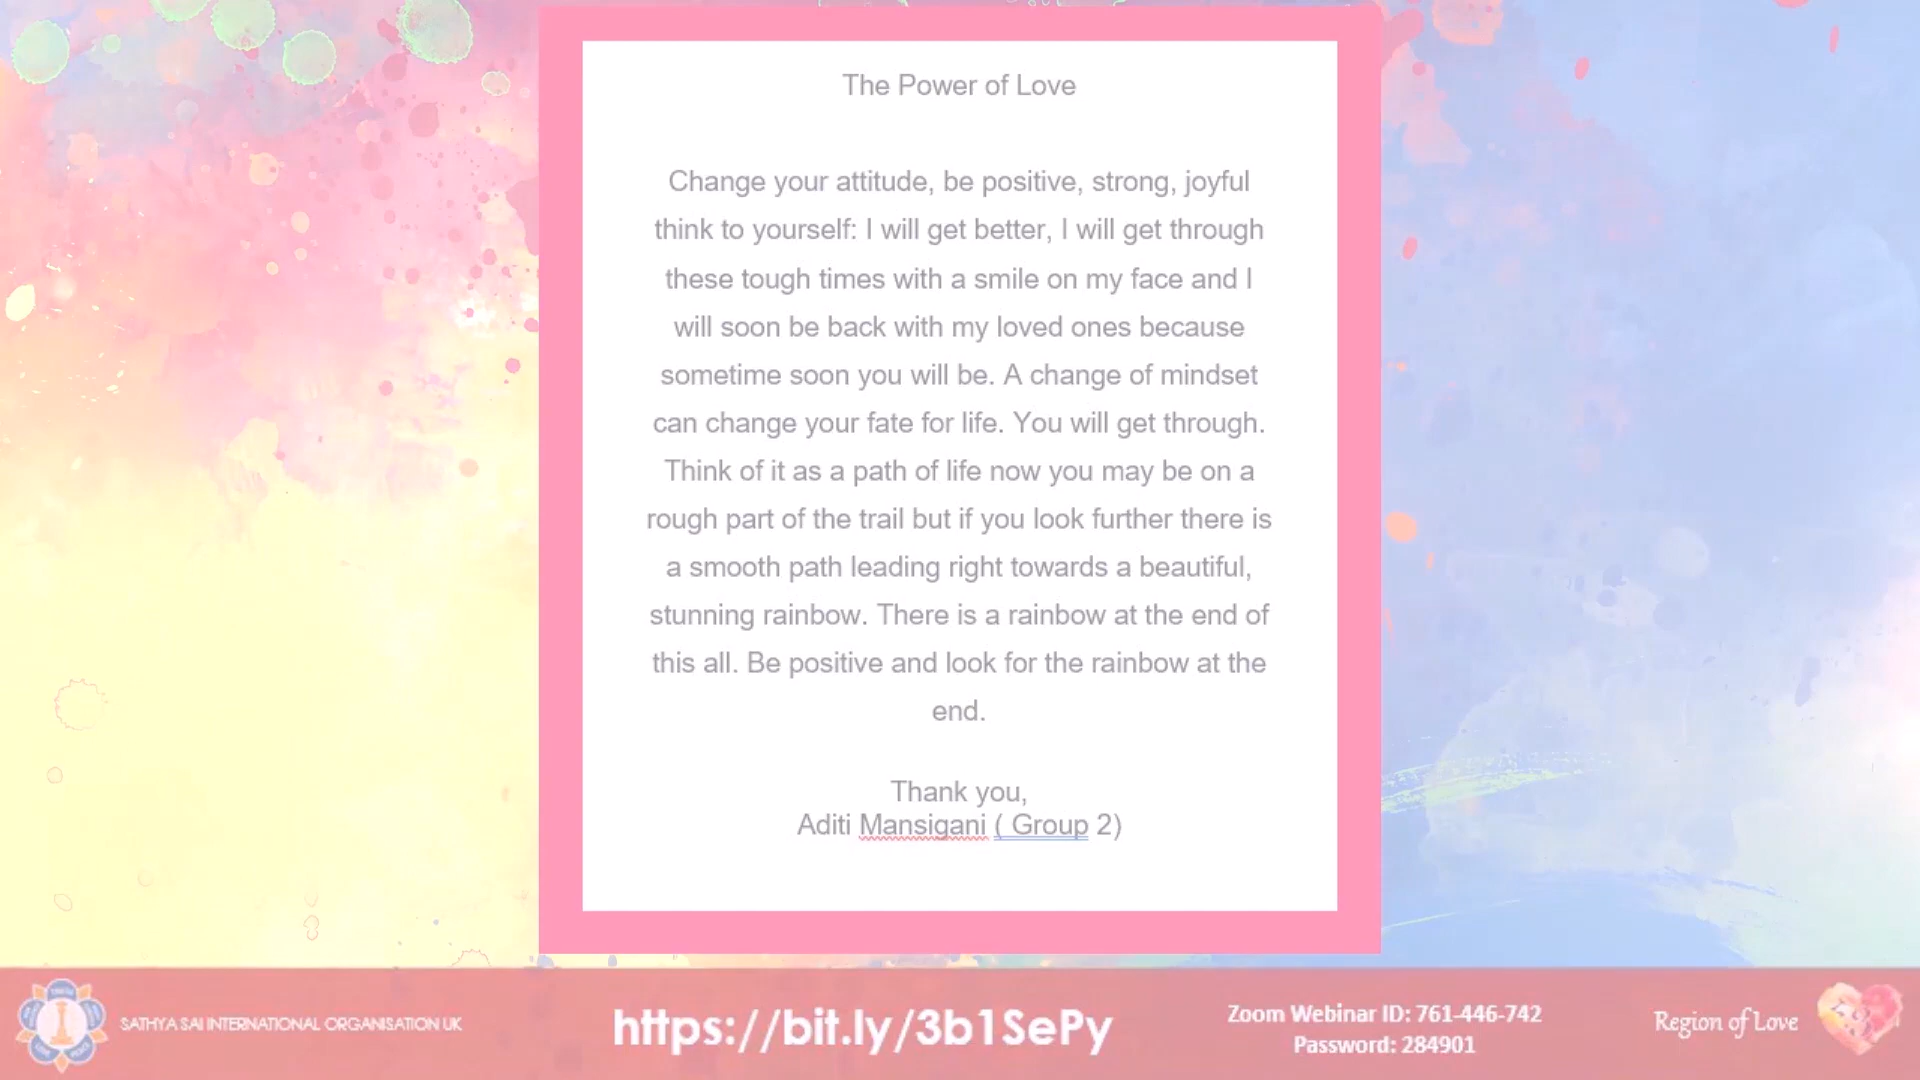 The Power of Love
Change your attitude, be positive, strong, joyful
think to yourself: I will get better, I will get through
these tough times with a smile on my face and I
will soon be back with my loved ones because
sometime soon you will be. A change of mindset
can change your fate for life. You will get through.
Think of it as a path of life now you may be on a
rough part of the trail but if you look further there is
a smooth path leading right towards a beautiful,
stunning rainbow. There is a rainbow at the end of
this all. Be positive and look for the rainbow at the
end.
Thank you,
Aditi Mansigani ( Group 2)
SATHYA SAI INTERNATIONAL ORGANISATION UK
https://bit.ly/3b1SePy
Zoom Webinar ID: 761-446-742
Password: 284901
Region of Love